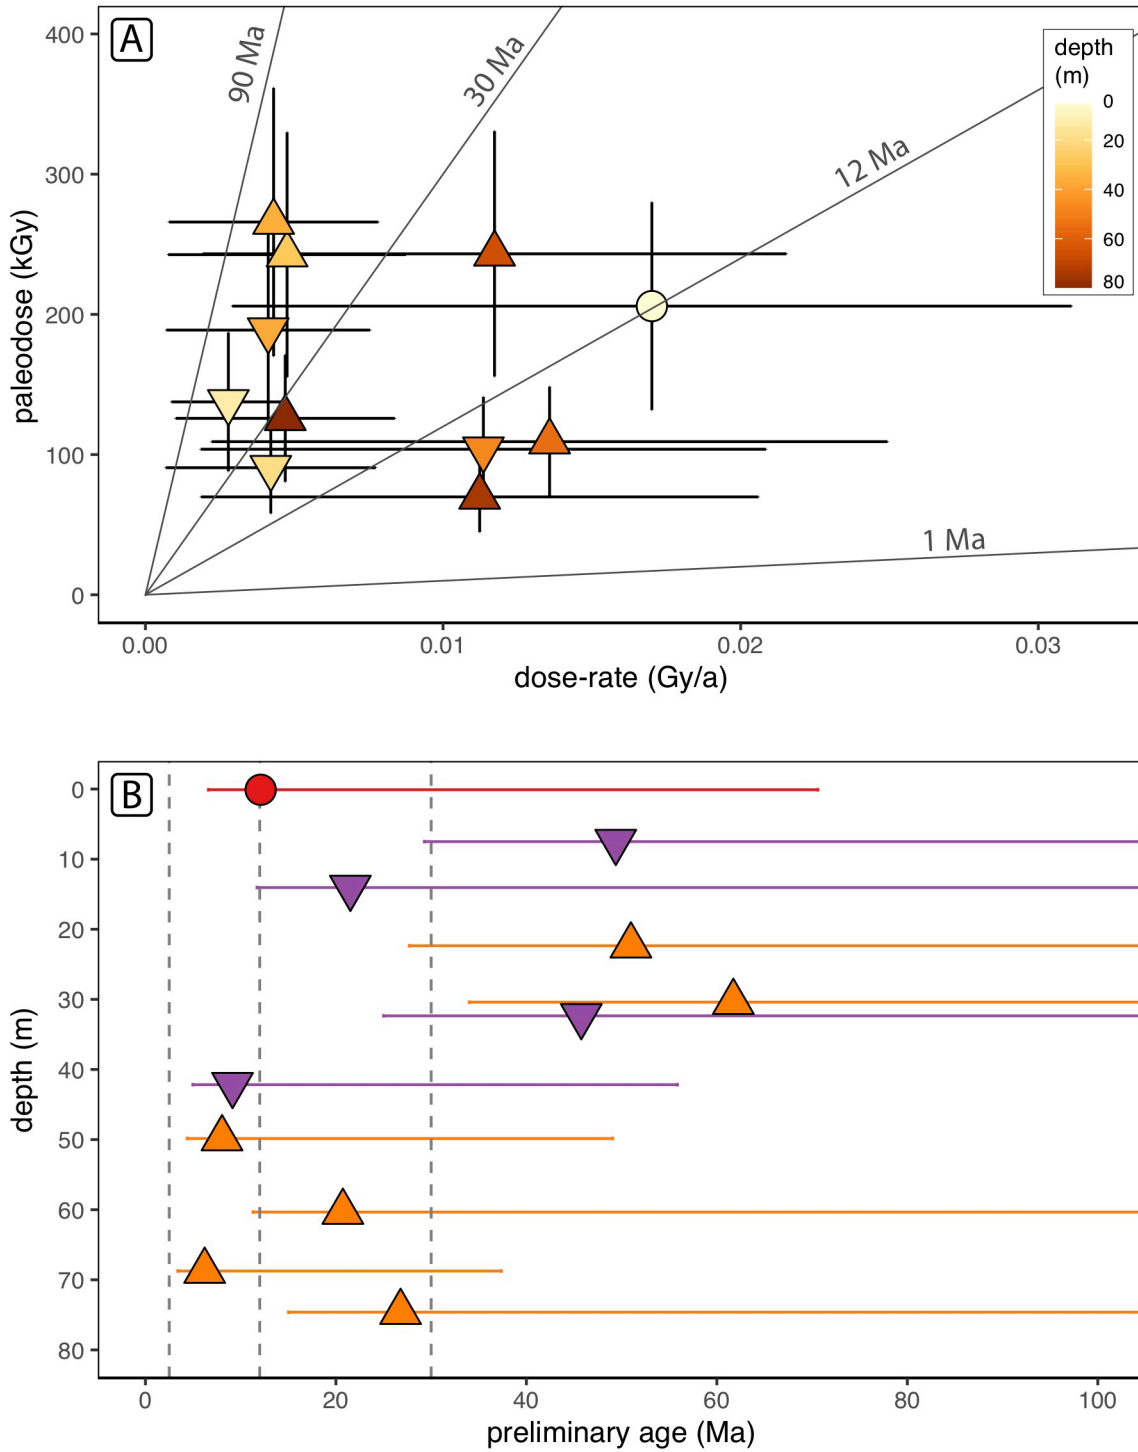 A
90 Ma
30 Ma
12 Ma
1 Ma
depth
(m)
0
20
40
60
80
400
300
200
100
0
paleodose (kGy)
0.00 0.01 0.02 0.03
dose-rate (Gy/a)
B
0
10
20
30
40
50
60
70
80
depth (m)
0 20 40 60 80 100
preliminary age (Ma)